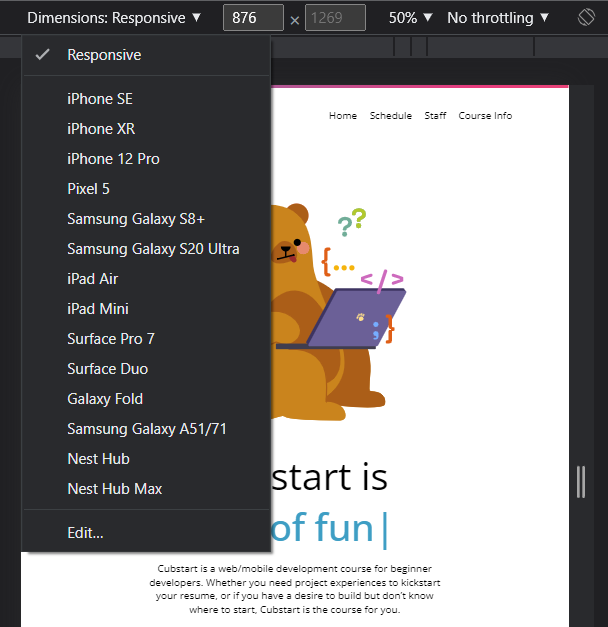 Dimensions: Responsive ▼ 876 × 1269 50% ▼ No throttling ▼
Responsive
iPhone SE
iPhone XR
iPhone 12 Pro
Pixel 5
Samsung Galaxy S8+
Samsung Galaxy S20 Ultra
iPad Air
iPad Mini
Surface Pro 7
Surface Duo
Galaxy Fold
Samsung Galaxy A51/71
Nest Hub
Nest Hub Max
Edit...
Home Schedule Staff Course Info
??
{...
</>
;}
start is
of fun|
Cubstart is a web/mobile development course for beginner
developers. Whether you need project experiences to kickstart
your resume, or if you have a desire to build but don't know
where to start, Cubstart is the course for you.